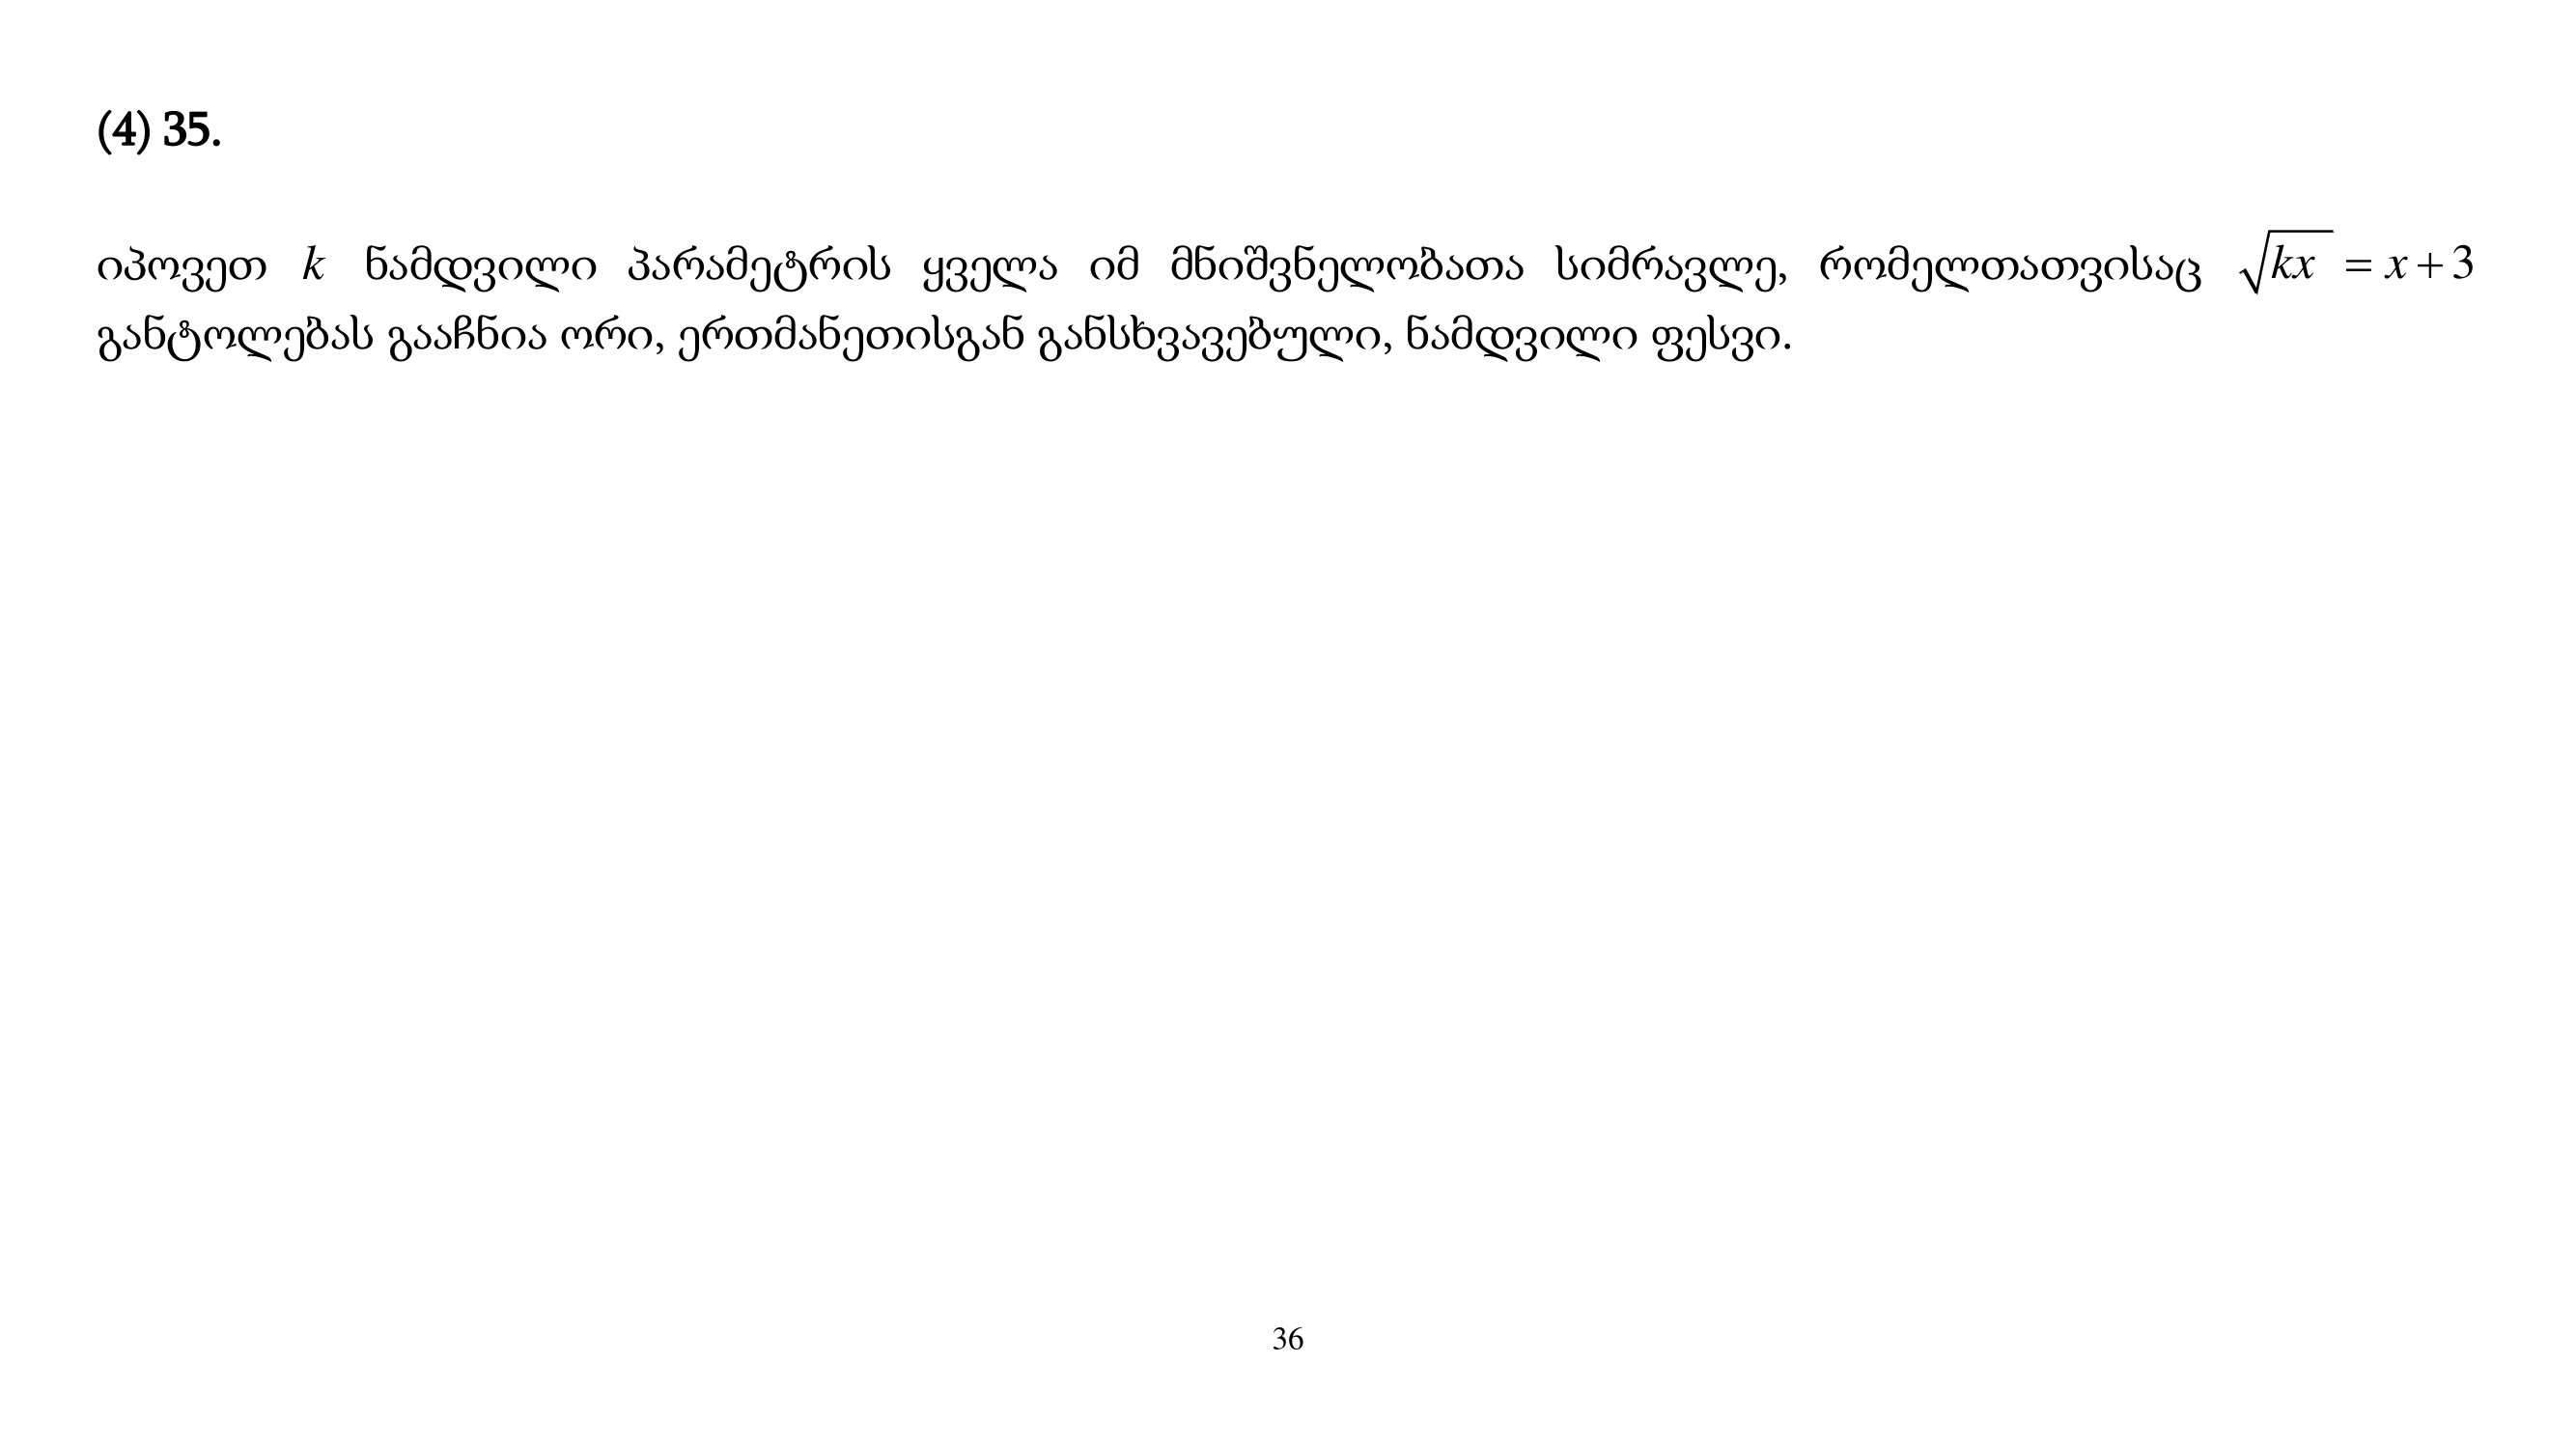 (4) 35.
იპოვეთ k ნამდვილი პარამეტრის ყველა იმ მნიშვნელობათა სიმრავლე, რომელთათვისაც √kx = x + 3
განტოლებას გააჩნია ორი, ერთმანეთისგან განსხვავებული, ნამდვილი ფესვი.
36